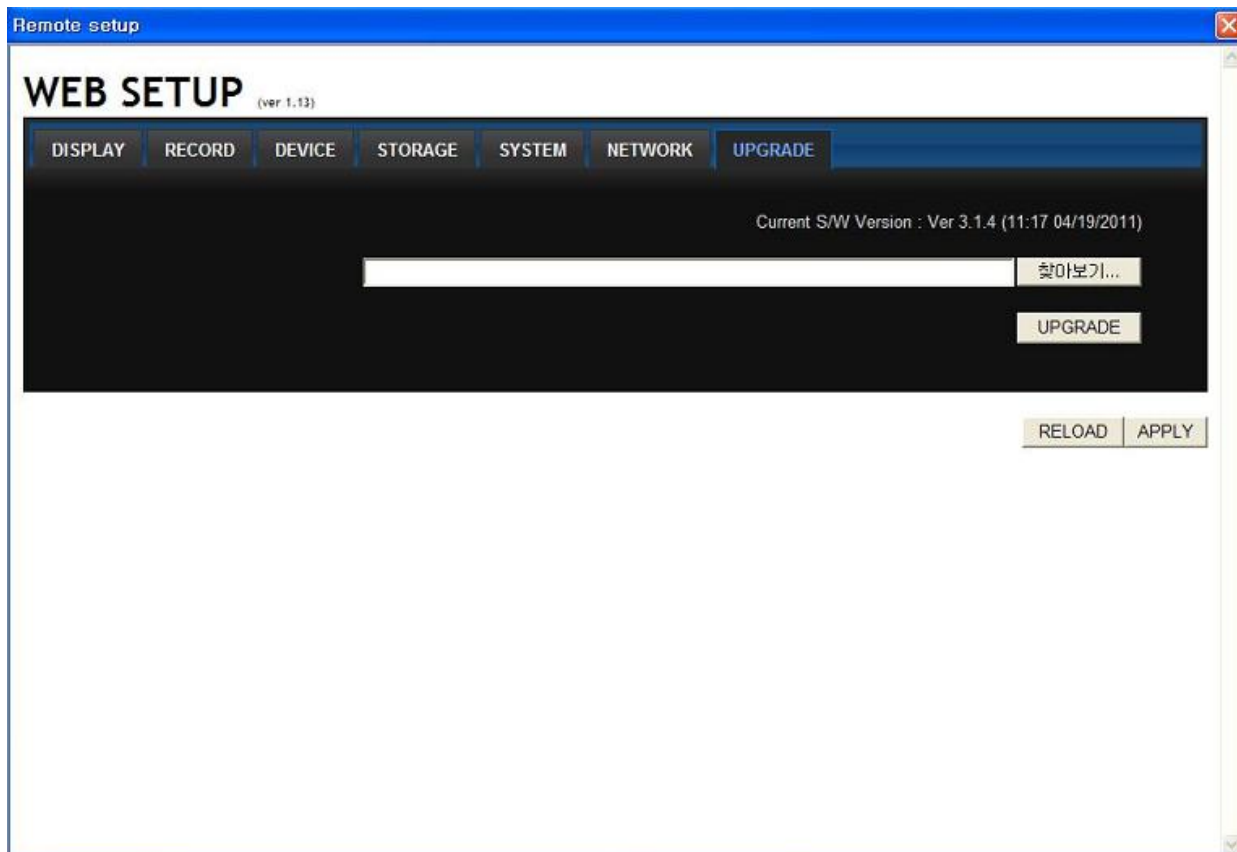 Remote setup
WEB SETUP (ver 1.13)
DISPLAY RECORD DEVICE STORAGE SYSTEM NETWORK UPGRADE
Current S/W Version : Ver 3.1.4 (11:17 04/19/2011)
찾아보기...
UPGRADE
RELOAD APPLY